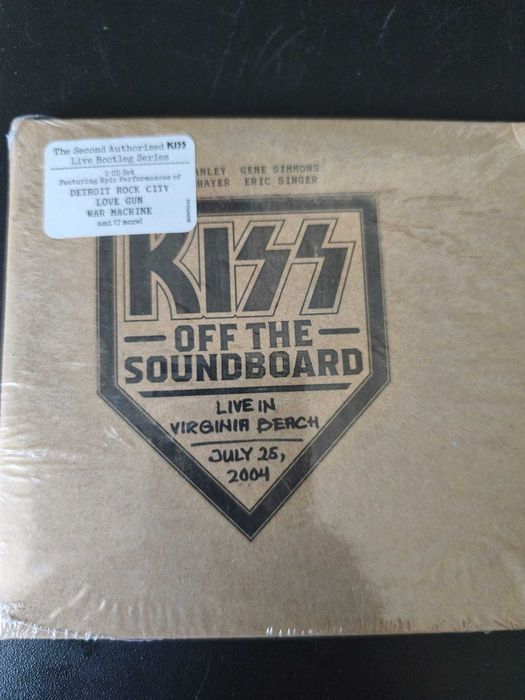 The Second Authorized KISS
Live Bootleg Series
2 CD Set
Featuring Epic Performances of
DETROIT ROCK CITY
LOVE GUN
WAR MACHINE
and 17 more!
ANLEY GENE SIMMONS
HAYER ERIC SINGER
KISS
OFF THE
SOUNDBOARD
LIVE IN
VIRGINIA BEACH
JULY 25,
2004